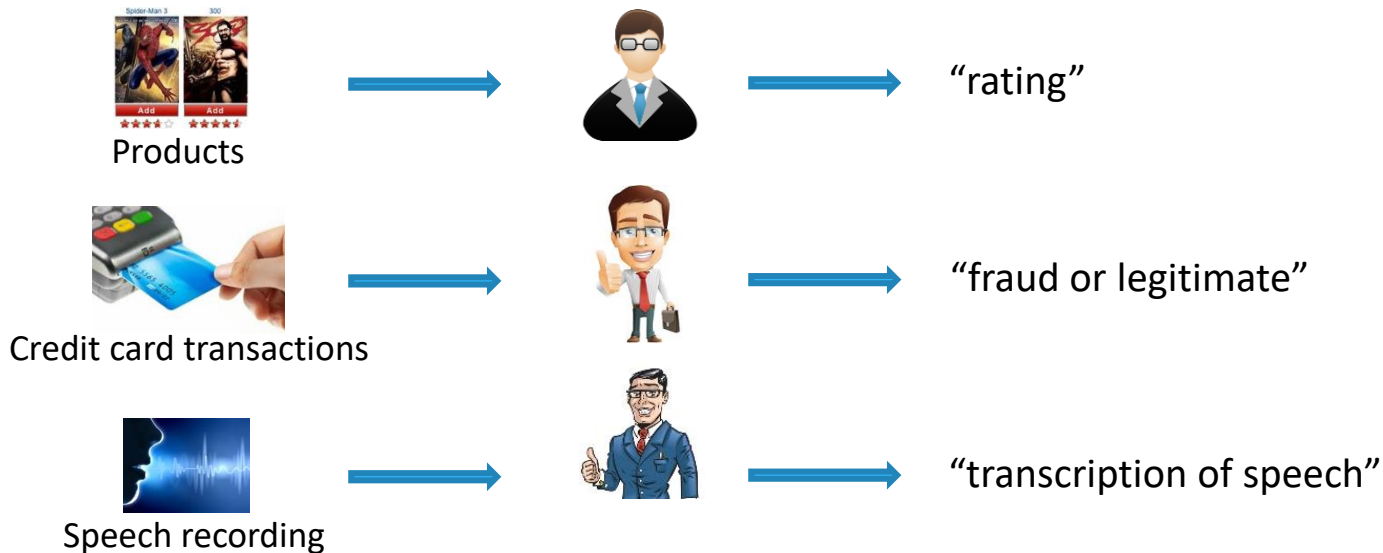 Spider-Man 3 300
Add Add
Products
“rating”
“fraud or legitimate”
Credit card transactions
“transcription of speech”
Speech recording